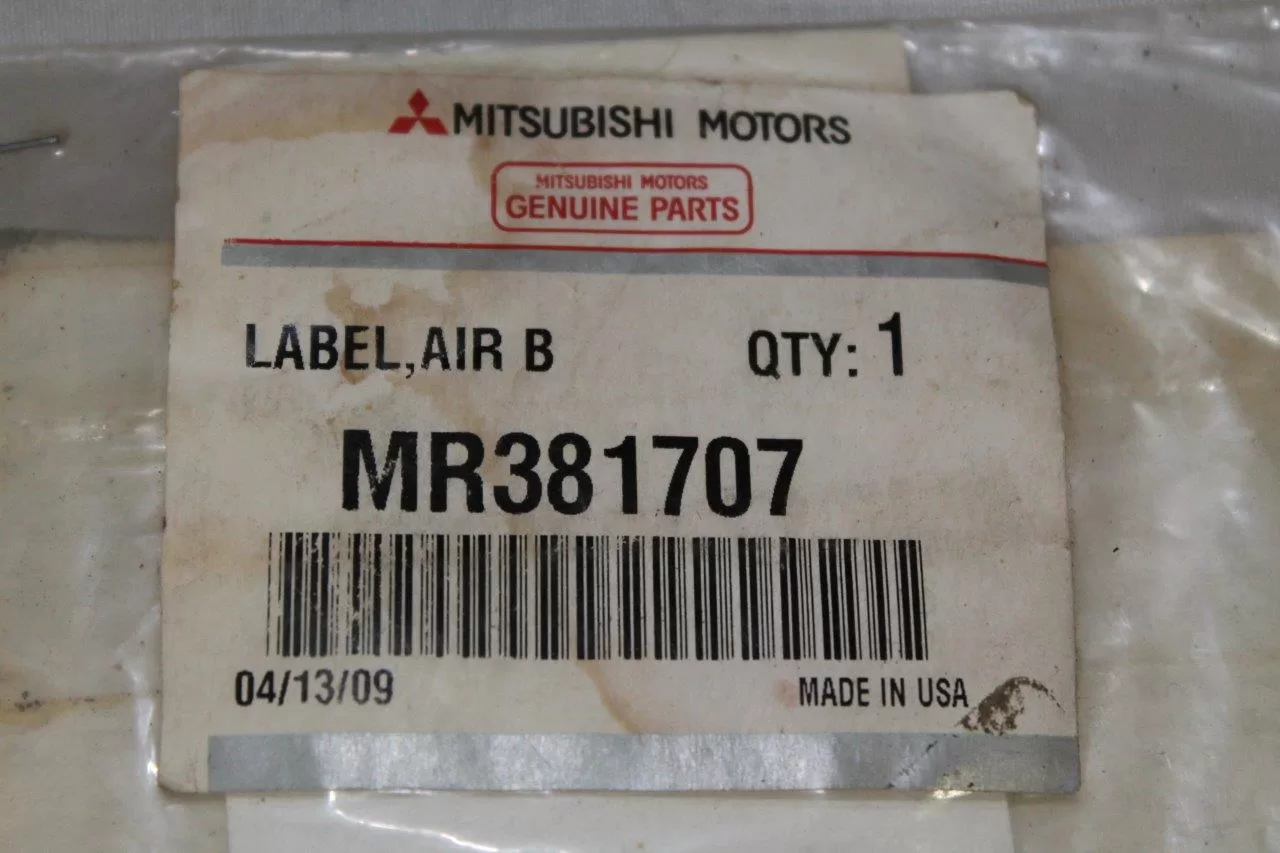 MITSUBISHI MOTORS
MITSUBISHI MOTORS
GENUINE PARTS
LABEL,AIR B QTY: 1
MR381707
04/13/09 MADE IN USA